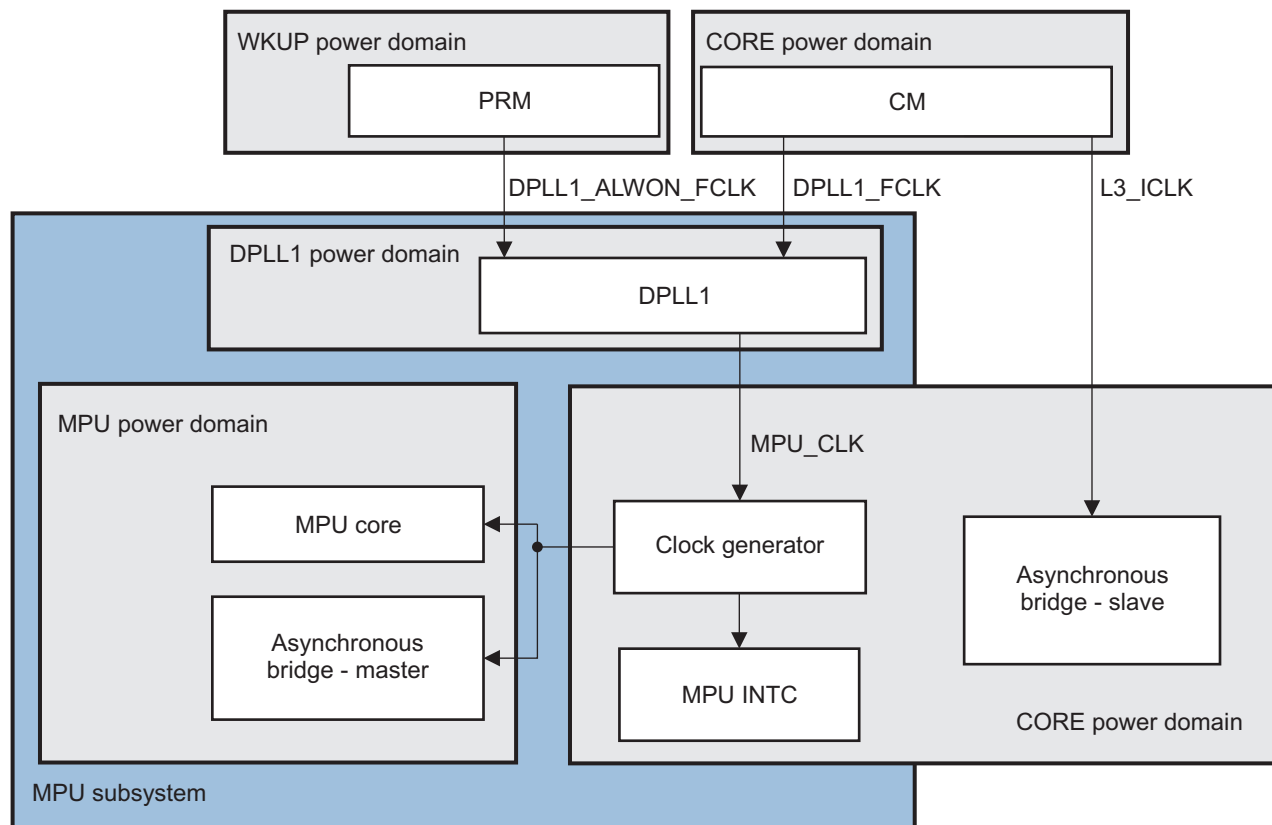 WKUP power domain
CORE power domain
PRM
CM
DPLL1_ALWON_FCLK
DPLL1_FCLK
L3_ICLK
DPLL1 power domain
DPLL1
MPU power domain
MPU_CLK
MPU core
Clock generator
Asynchronous
bridge - slave
Asynchronous
bridge - master
MPU INTC
CORE power domain
MPU subsystem